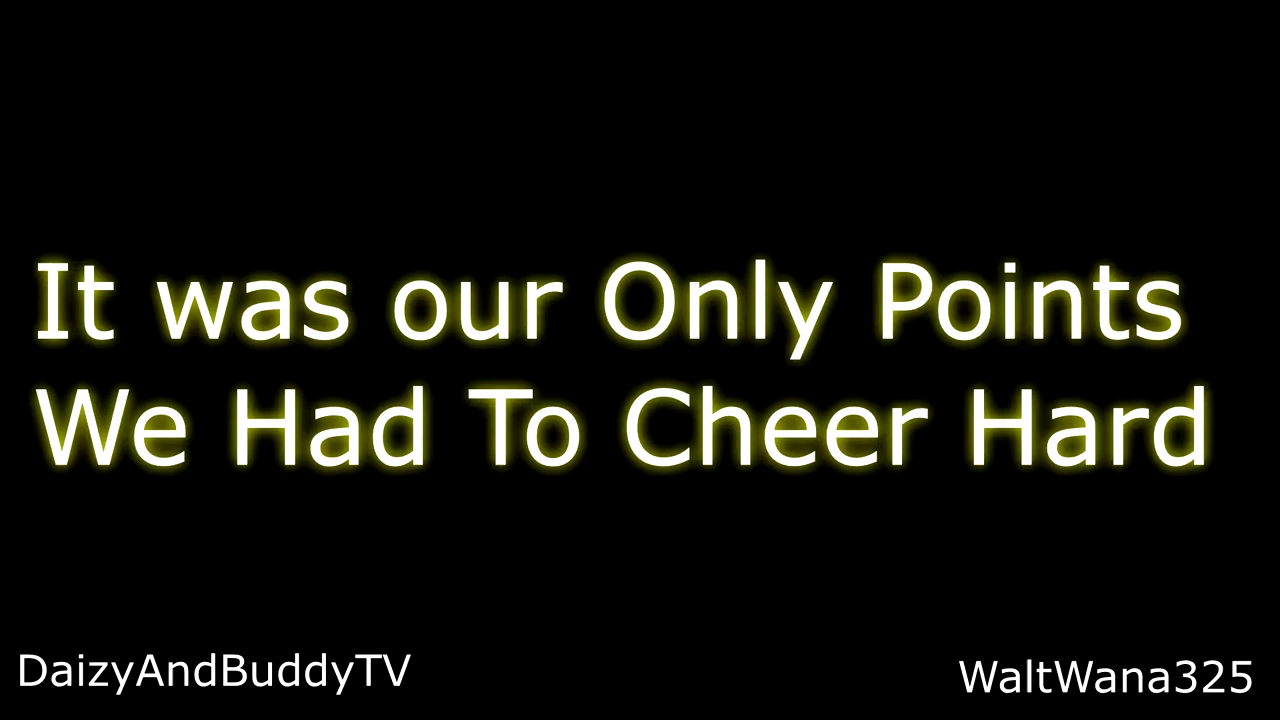 It was our Only Points
We Had To Cheer Hard
DaizyAndBuddyTV
WaltWana325